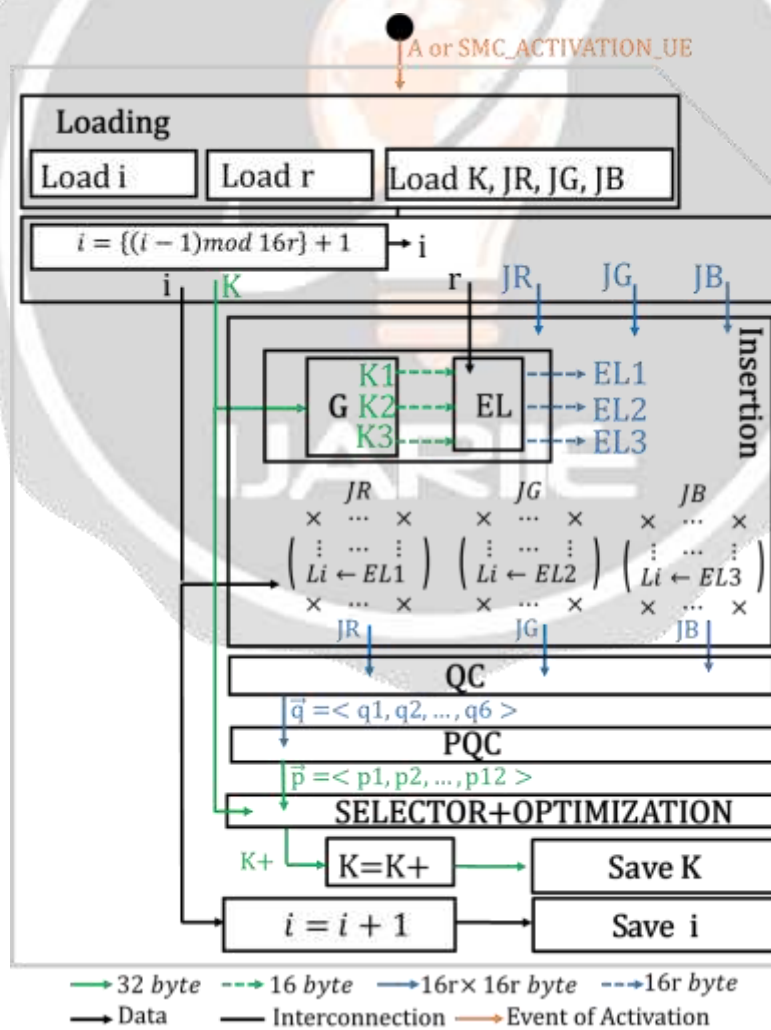 A or SMC_ACTIVATION_UE
Loading
Load i
Load r
Load K, JR, JG, JB
i = {(i − 1)mod 16r} + 1
i
i
K
r
JR
JG
JB
Insertion
G
K1
K2
K3
EL
EL1
EL2
EL3
IJARIE
JR
JG
JB
× ⋯ ×
× ⋯ ×
× ⋯ ×
⋮ ⋯ ⋮
⋮ ⋯ ⋮
⋮ ⋯ ⋮
( Li ← EL1 )
( Li ← EL2 )
( Li ← EL3 )
× ⋯ ×
× ⋯ ×
× ⋯ ×
JR
JG
JB
QC
q⃗ =< q1, q2, ..., q6 >
PQC
p⃗ =< p1, p2, ..., p12 >
SELECTOR+OPTIMIZATION
K+
K=K+
Save K
i = i + 1
Save i
32 byte
16 byte
16r× 16r byte
16r byte
Data
Interconnection
Event of Activation